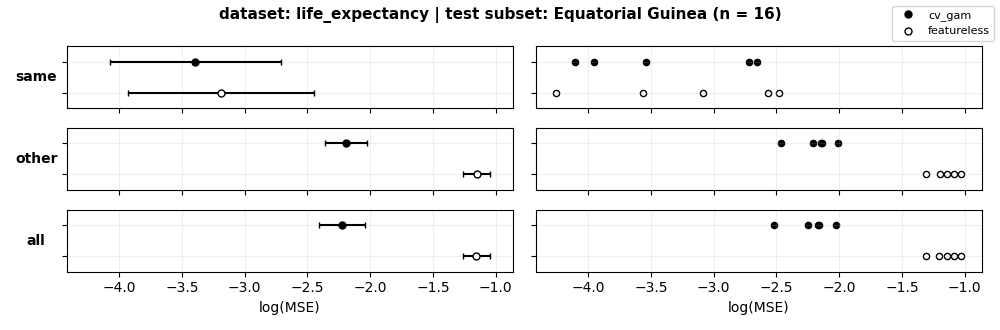 dataset: life_expectancy | test subset: Equatorial Guinea (n = 16)
cv_gam
featureless
same
other
all
−4.0 −3.5 −3.0 −2.5 −2.0 −1.5 −1.0
−4.0 −3.5 −3.0 −2.5 −2.0 −1.5 −1.0
log(MSE)
log(MSE)